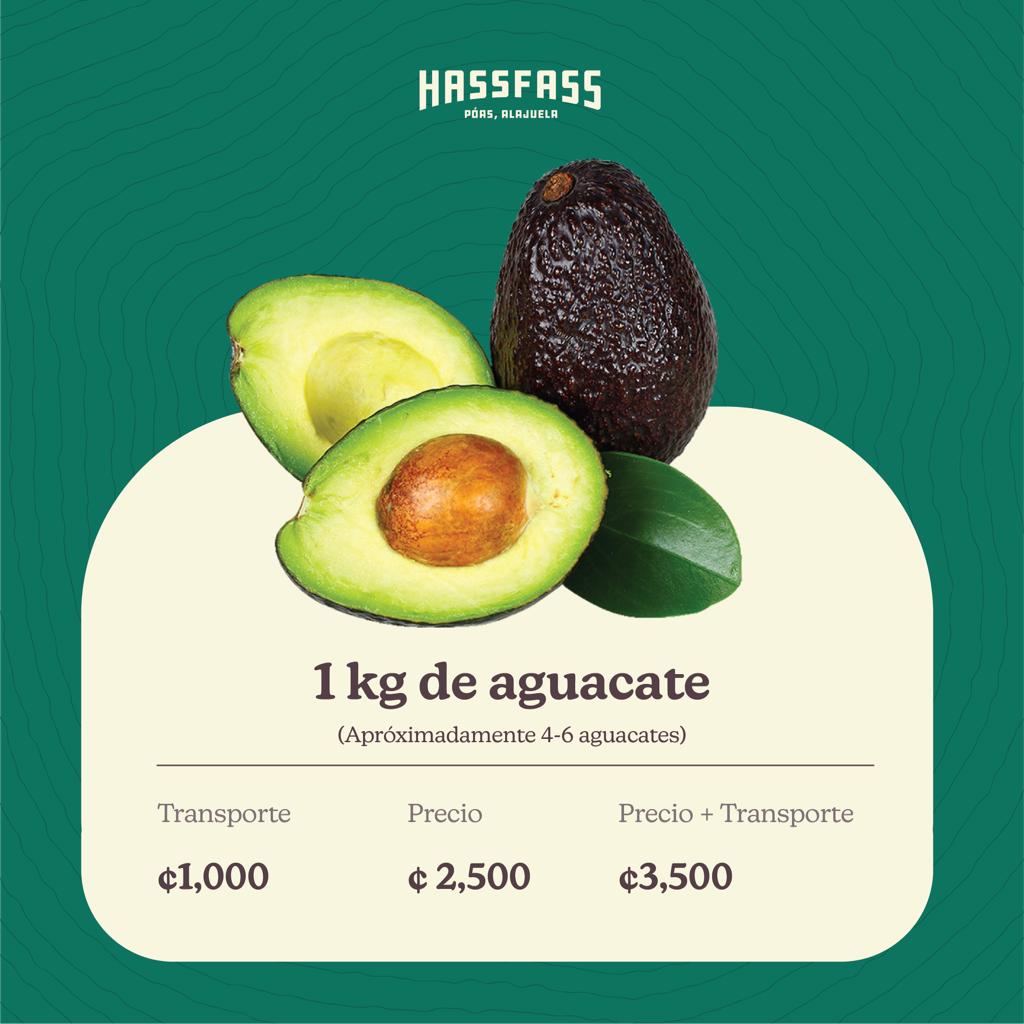 HASSFASS
PÓAS, ALAJUELA
1 kg de aguacate
(Apróximadamente 4-6 aguacates)
Transporte Precio Precio + Transporte
¢1,000 ¢ 2,500 ¢3,500